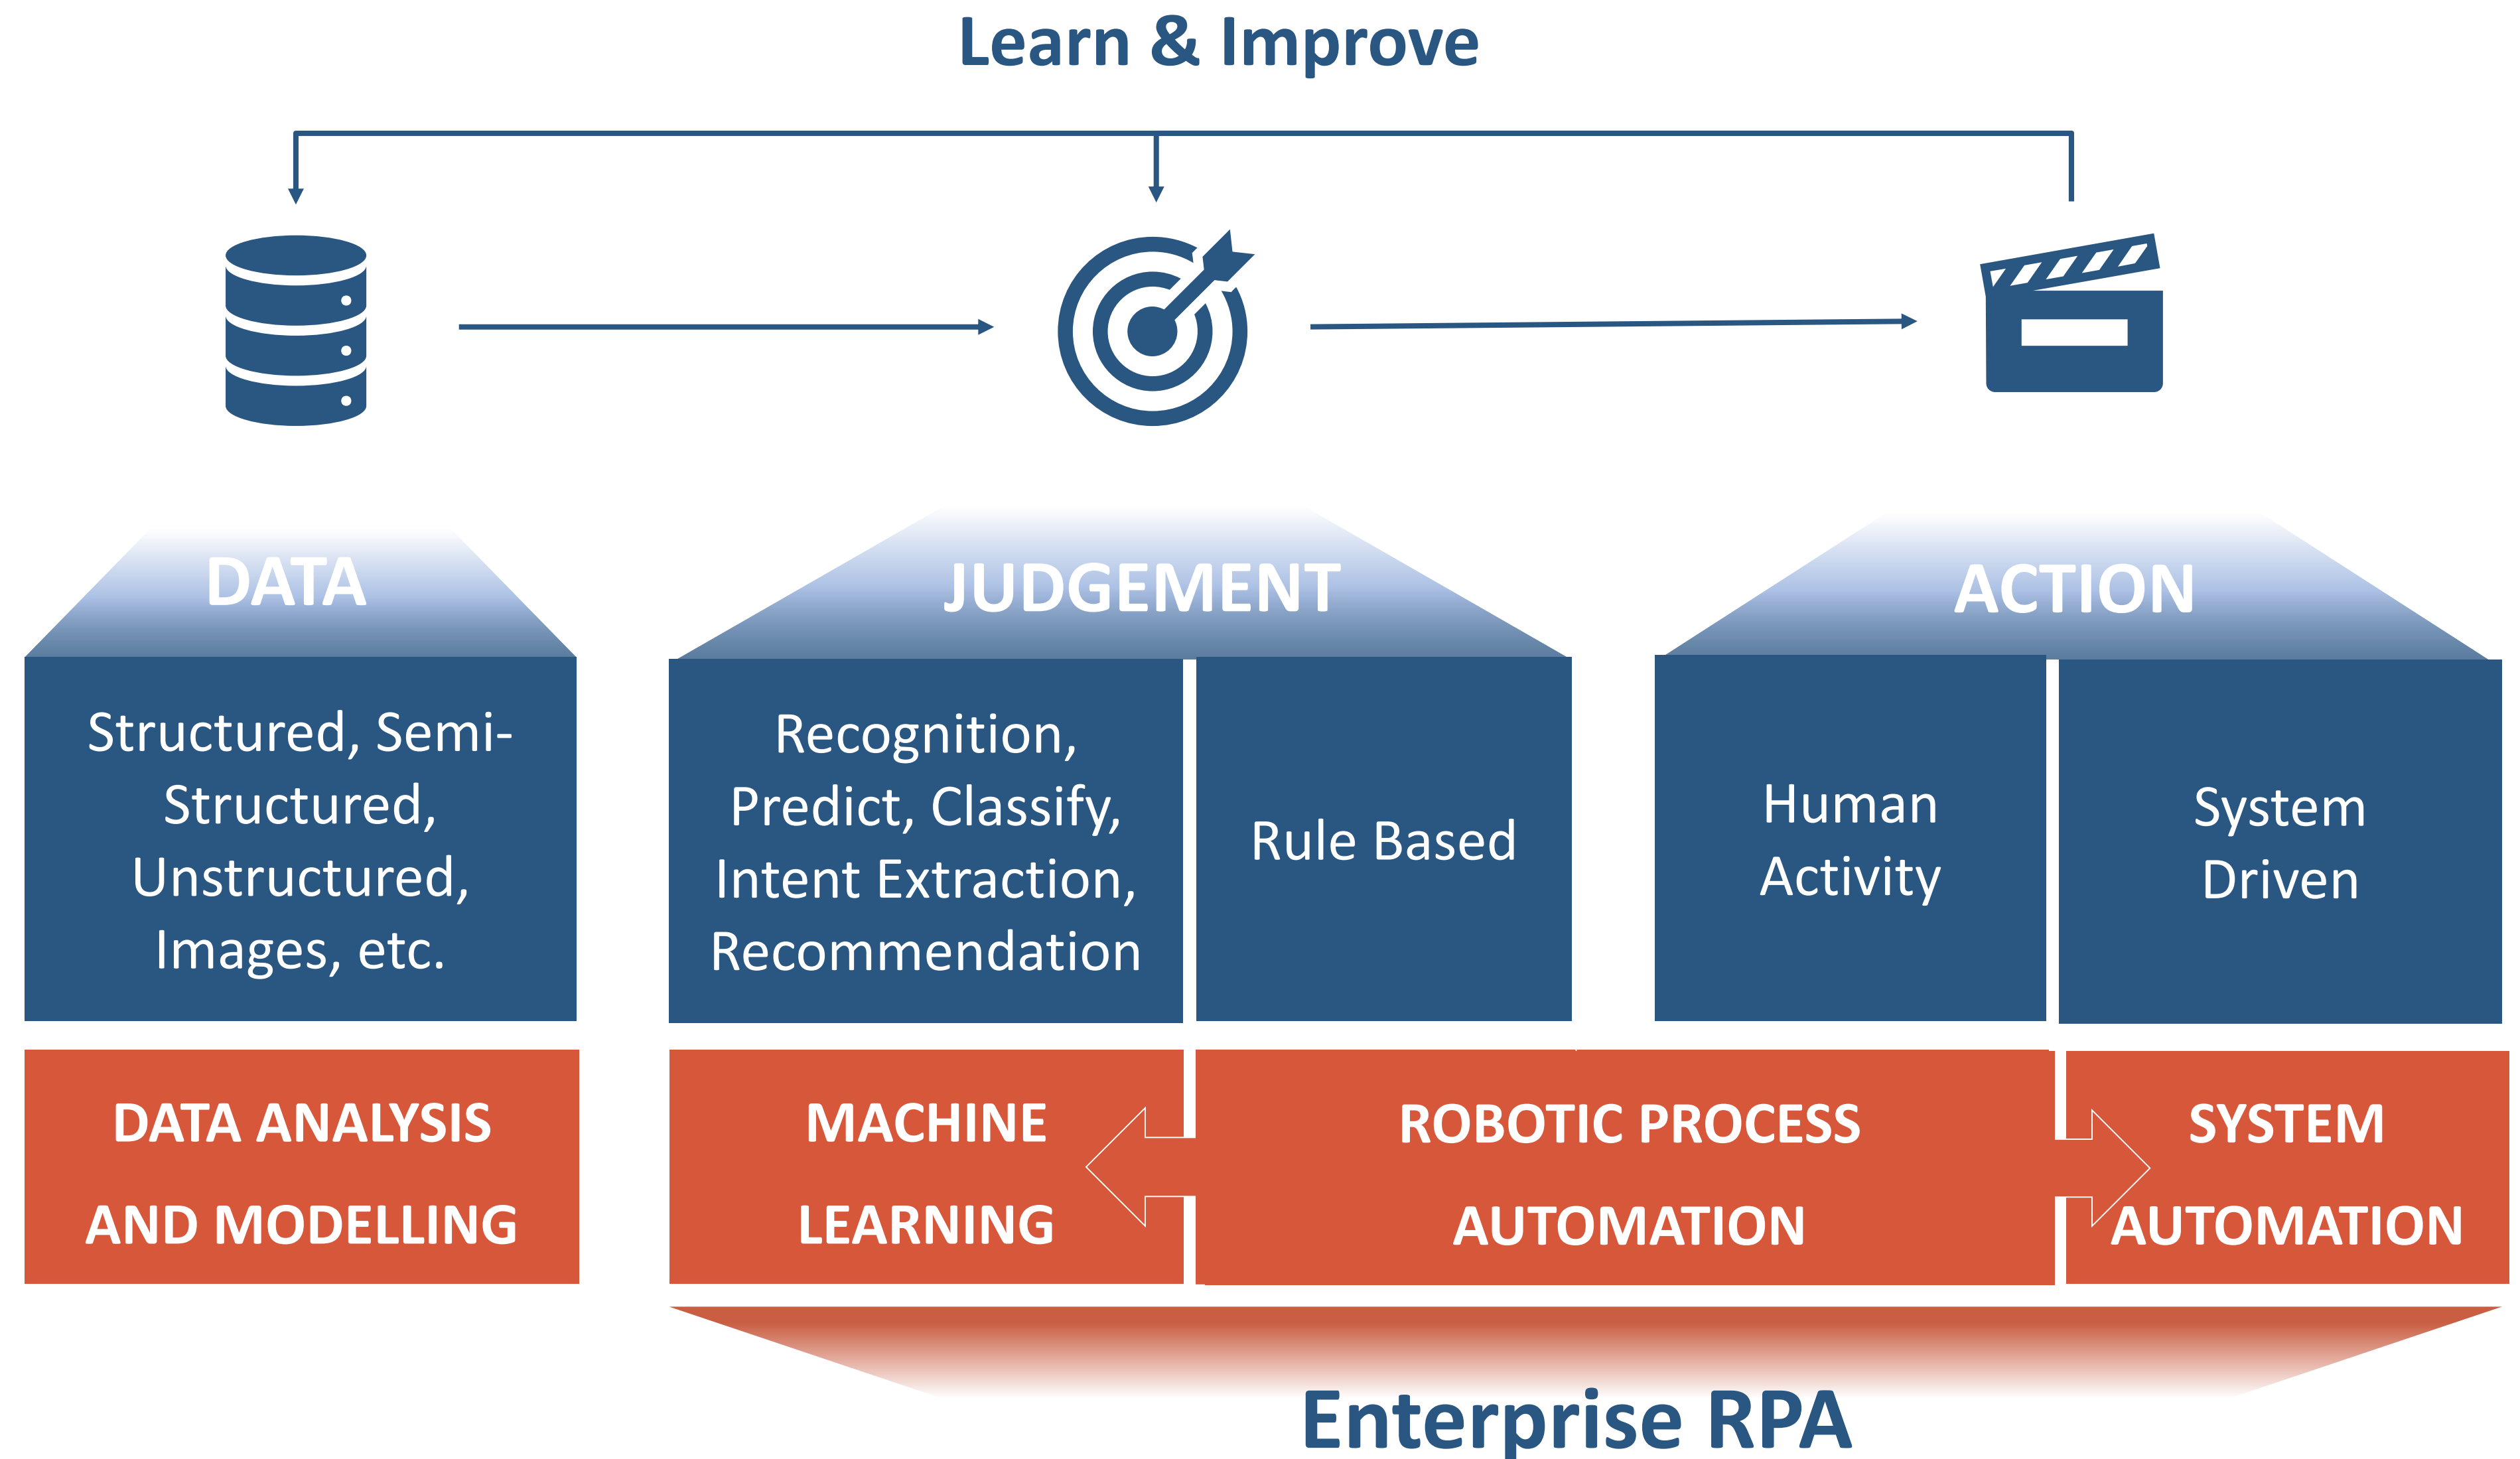 Learn & Improve
DATA
JUDGEMENT
ACTION
Structured, Semi-
Structured,
Unstructured,
Images, etc.
Recognition,
Predict, Classify,
Intent Extraction,
Recommendation
Rule Based
Human
Activity
System
Driven
DATA ANALYSIS
AND MODELLING
MACHINE
LEARNING
ROBOTIC PROCESS
AUTOMATION
SYSTEM
AUTOMATION
Enterprise RPA